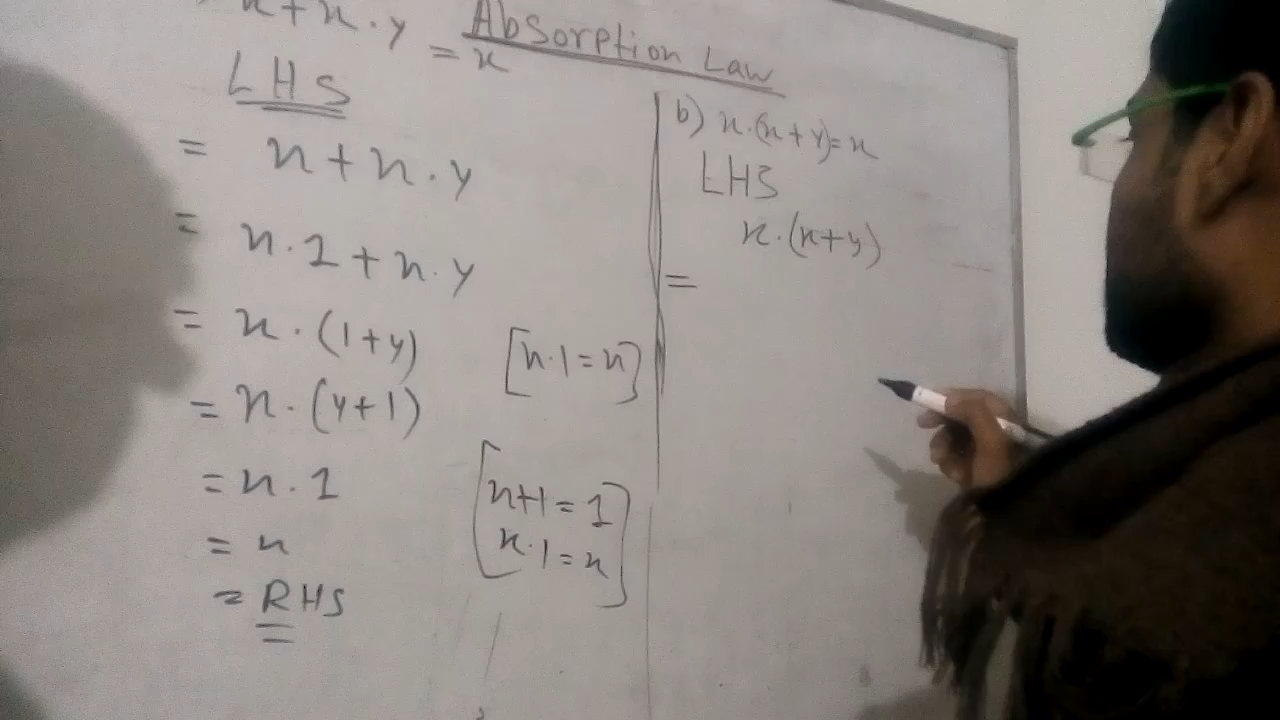 Absorption Law
x+x.y = x
LHS
= x+x.y
= x.1+x.y
= x.(1+y)
[x.1=x]
= x.(y+1)
= x.1
[x+1=1
x.1=x]
= x
= RHS
b) x.(x+y)=x
LHS
x.(x+y)
=